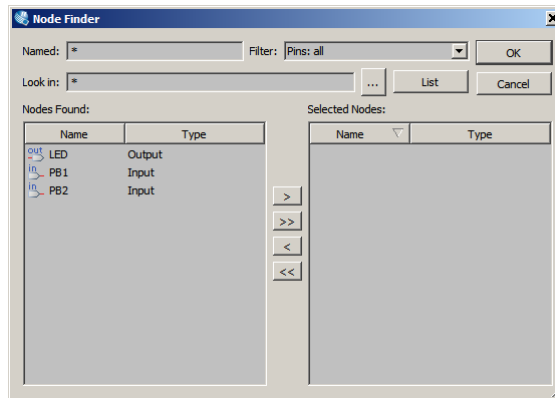 Node Finder
Named: * Filter: Pins: all OK
Look in: * ... List Cancel
Nodes Found: Selected Nodes:
Name Type Name Type
out LED Output
in PB1 Input
in PB2 Input
>
>>
<
<<